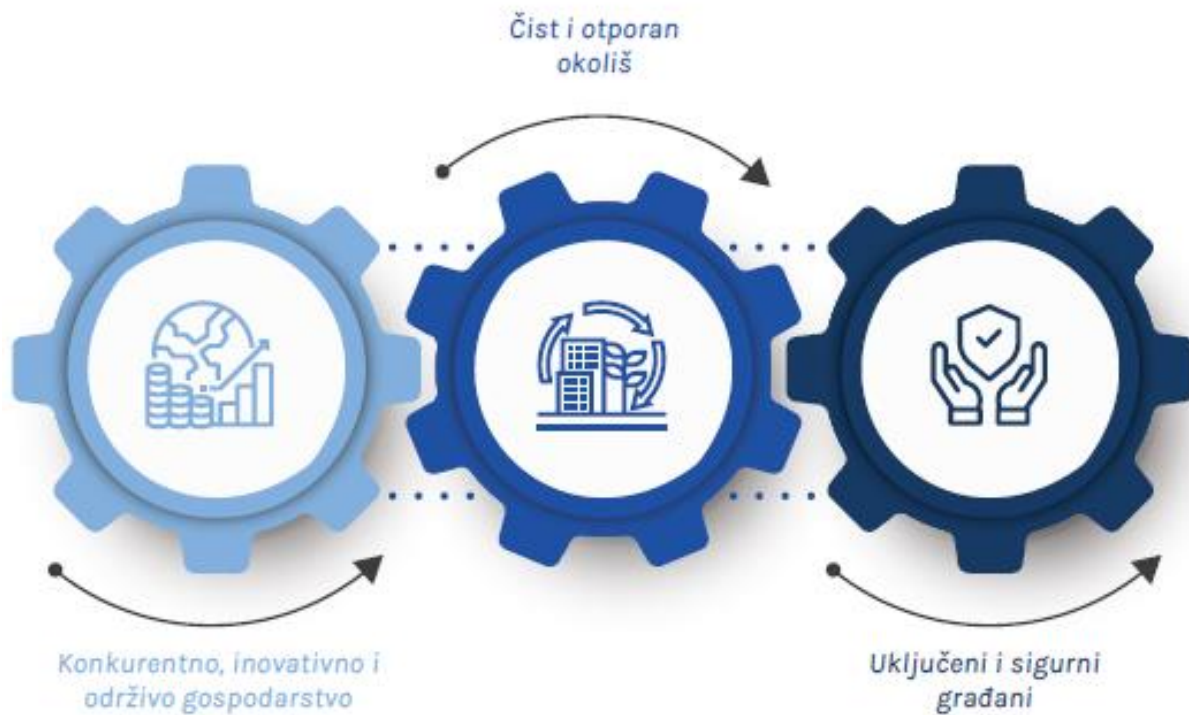 Čist i otporan
okoliš
Konkurentno, inovativno i
održivo gospodarstvo
Uključeni i sigurni
građani